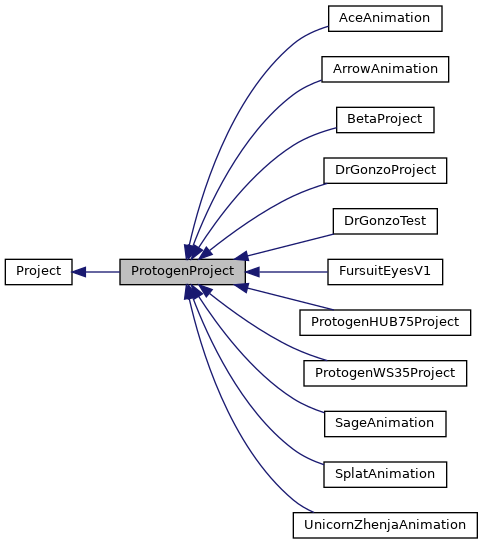 AceAnimation
ArrowAnimation
BetaProject
DrGonzoProject
DrGonzoTest
Project
ProtogenProject
FursuitEyesV1
ProtogenHUB75Project
ProtogenWS35Project
SageAnimation
SplatAnimation
UnicornZhenjaAnimation